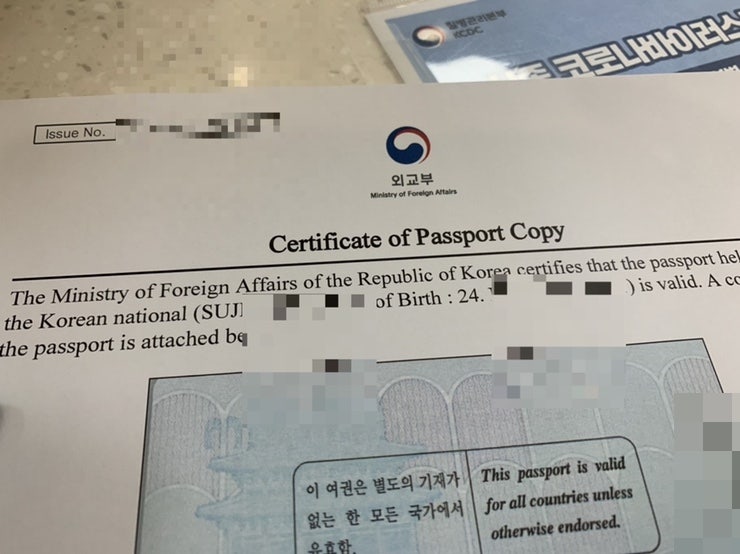 질병관리본부
KCDC
코로나바이러스
Issue No.
외교부
Ministry of Foreign Affairs
Certificate of Passport Copy
The Ministry of Foreign Affairs of the Republic of Korea certifies that the passport hel
the Korean national (SUJI of Birth : 24. ) is valid. A co
the passport is attached be
이 여권은 별도의 기재가
없는 한 모든 국가에서
유효함.
This passport is valid
for all countries unless
otherwise endorsed.